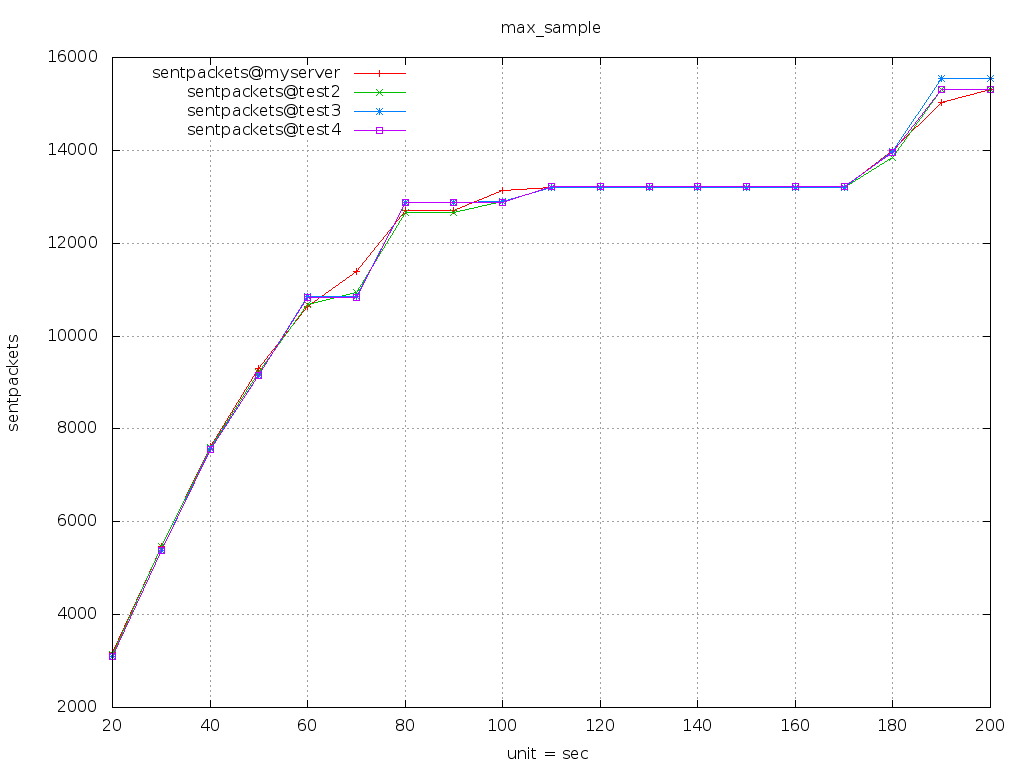 max_sample
16000
14000
12000
10000
8000
6000
4000
2000
sentpackets
sentpackets@myserver
sentpackets@test2
sentpackets@test3
sentpackets@test4
20 40 60 80 100 120 140 160 180 200
unit = sec